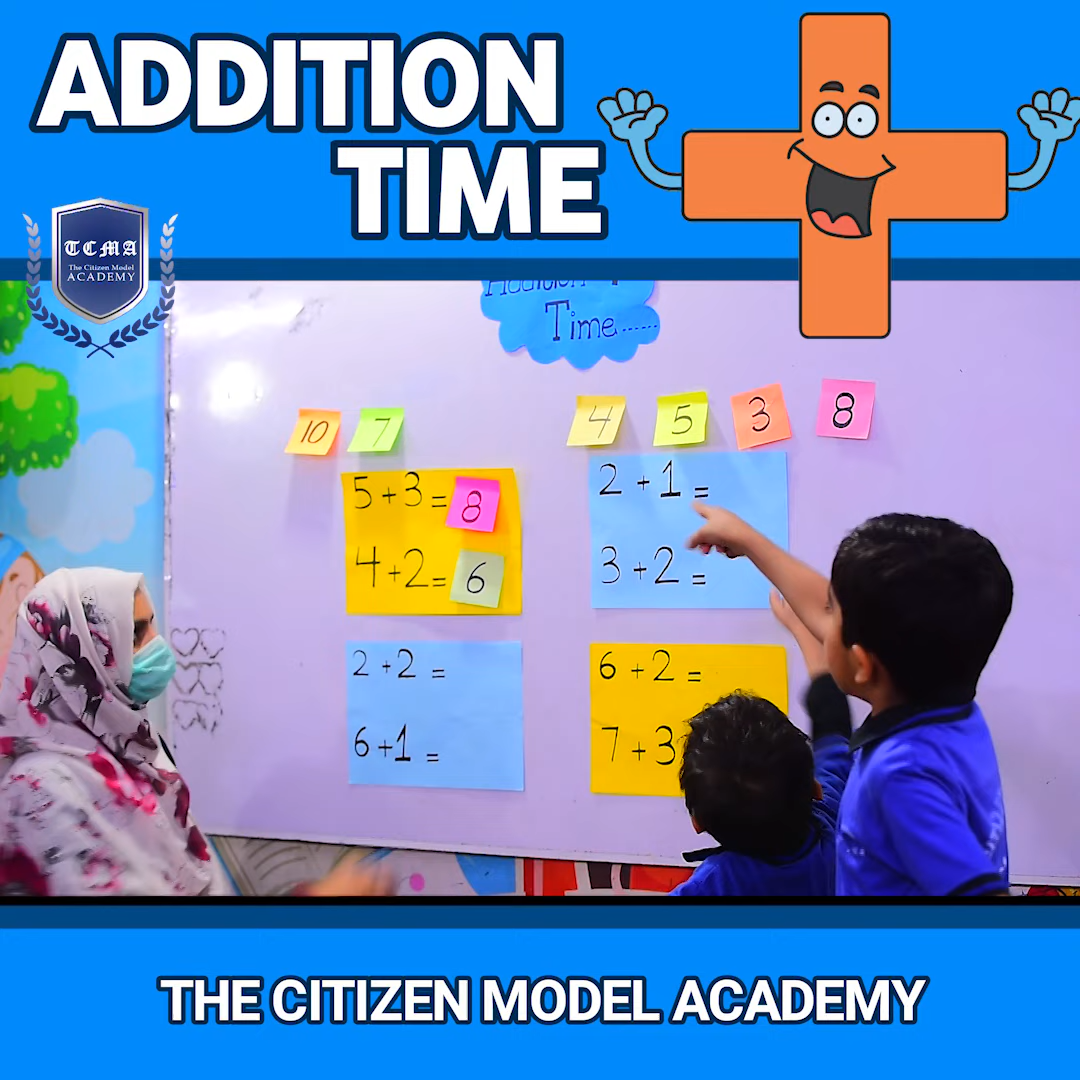 ADDITION
TIME
TCMA
The Citizen Model
ACADEMY
Addition
Time......
10 7 4 5 3 8
5+3= 8
4+2= 6
2+1=
3+2=
2+2=
6+1=
6+2=
7+3
THE CITIZEN MODEL ACADEMY